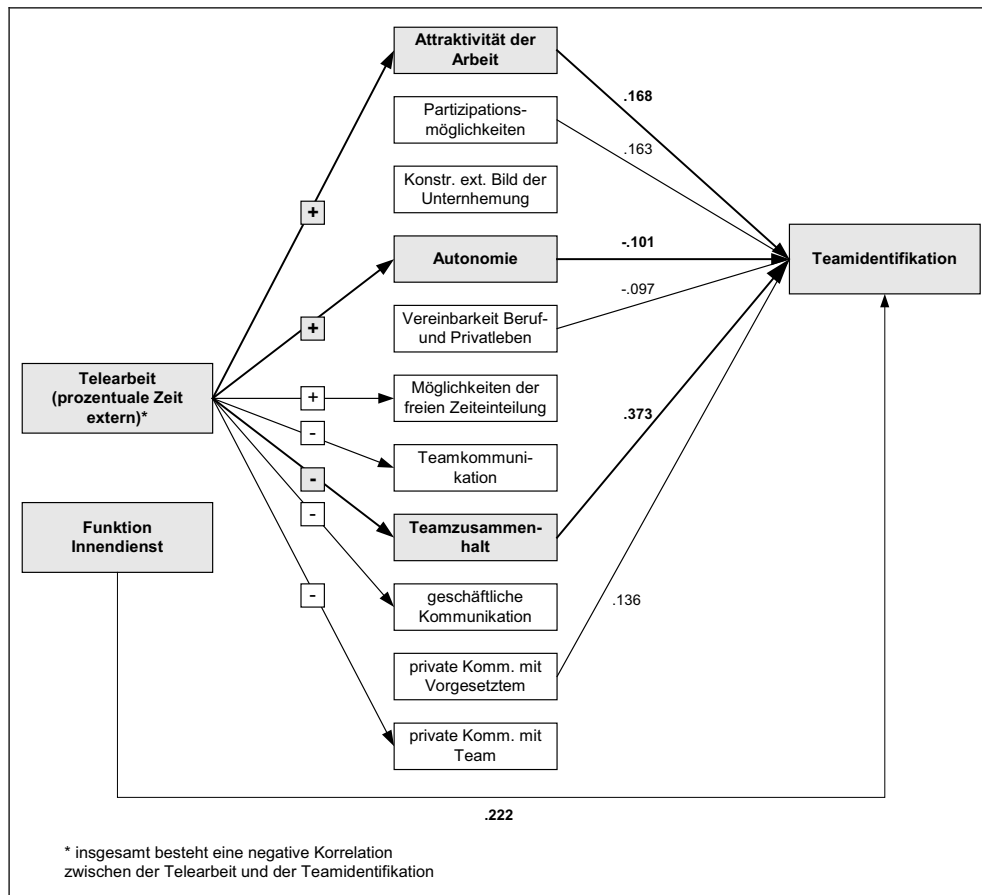 Attraktivität der
Arbeit
.168
Partizipations-
möglichkeiten
.163
Konstr. ext. Bild der
Unternhemung
+
Autonomie
-.101
Teamidentifikation
-.097
Vereinbarkeit Beruf-
und Privatleben
+
Telearbeit
(prozentuale Zeit
extern)*
+
Möglichkeiten der
freien Zeiteinteilung
.373
-
Teamkommuni-
kation
-
Funktion
Innendienst
-
Teamzusammen-
halt
geschäftliche
Kommunikation
-
.136
private Komm. mit
Vorgesetztem
private Komm. mit
Team
.222
* insgesamt besteht eine negative Korrelation
zwischen der Telearbeit und der Teamidentifikation